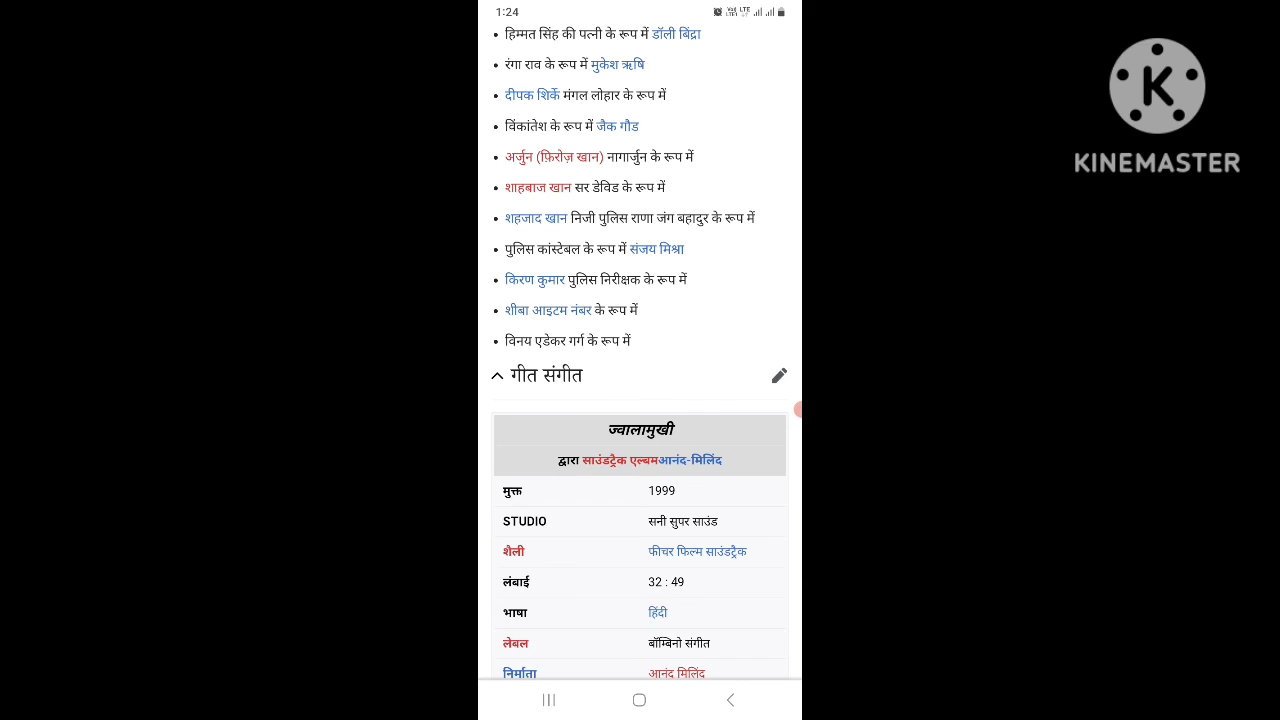 1:24
हिम्मत सिंह की पत्नी के रूप में डॉली बिंद्रा
रंगा राव के रूप में मुकेश ऋषि
दीपक शिर्के मंगल लोहार के रूप में
विंकांतेश के रूप में जैक गौड
अर्जुन (फ़िरोज़ खान) नागार्जुन के रूप में
शाहबाज खान सर डेविड के रूप में
शहजाद खान निजी पुलिस राणा जंग बहादुर के रूप में
पुलिस कांस्टेबल के रूप में संजय मिश्रा
किरण कुमार पुलिस निरीक्षक के रूप में
शीबा आइटम नंबर के रूप में
विनय एडेकर गर्ग के रूप में
गीत संगीत
ज्वालामुखी
द्वारा साउंडट्रैक एल्बमआनंद-मिलिंद
मुक्त 1999
STUDIO सनी सुपर साउंड
शैली फीचर फिल्म साउंडट्रैक
लंबाई 32 : 49
भाषा हिंदी
लेबल बॉम्बिनो संगीत
निर्माता आनंद मिलिंद
K
KINEMASTER